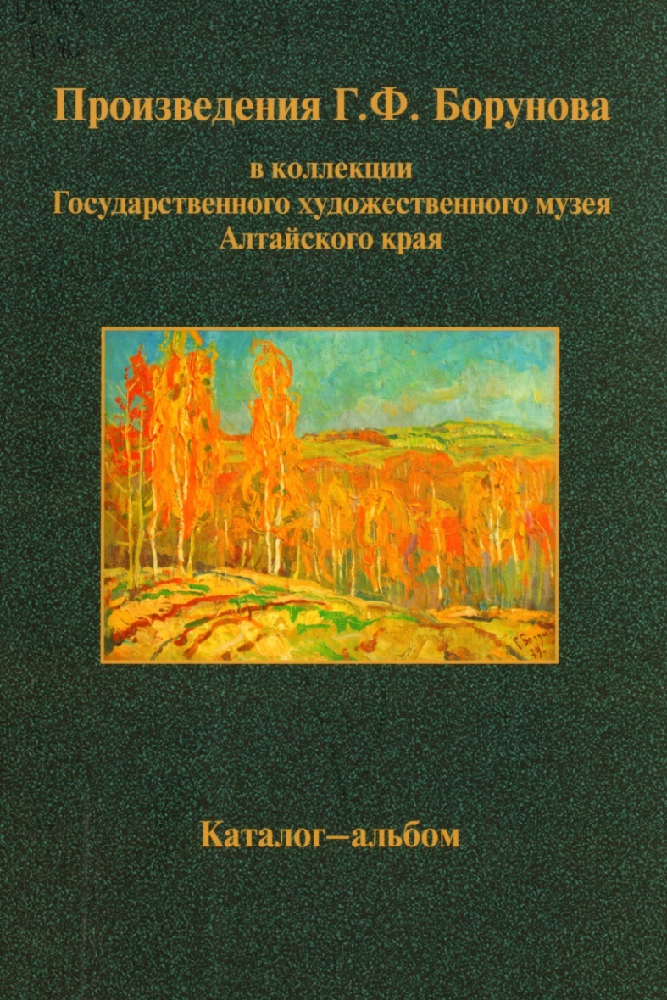 Произведения Г.Ф. Борунова
в коллекции
Государственного художественного музея
Алтайского края
Каталог—альбом